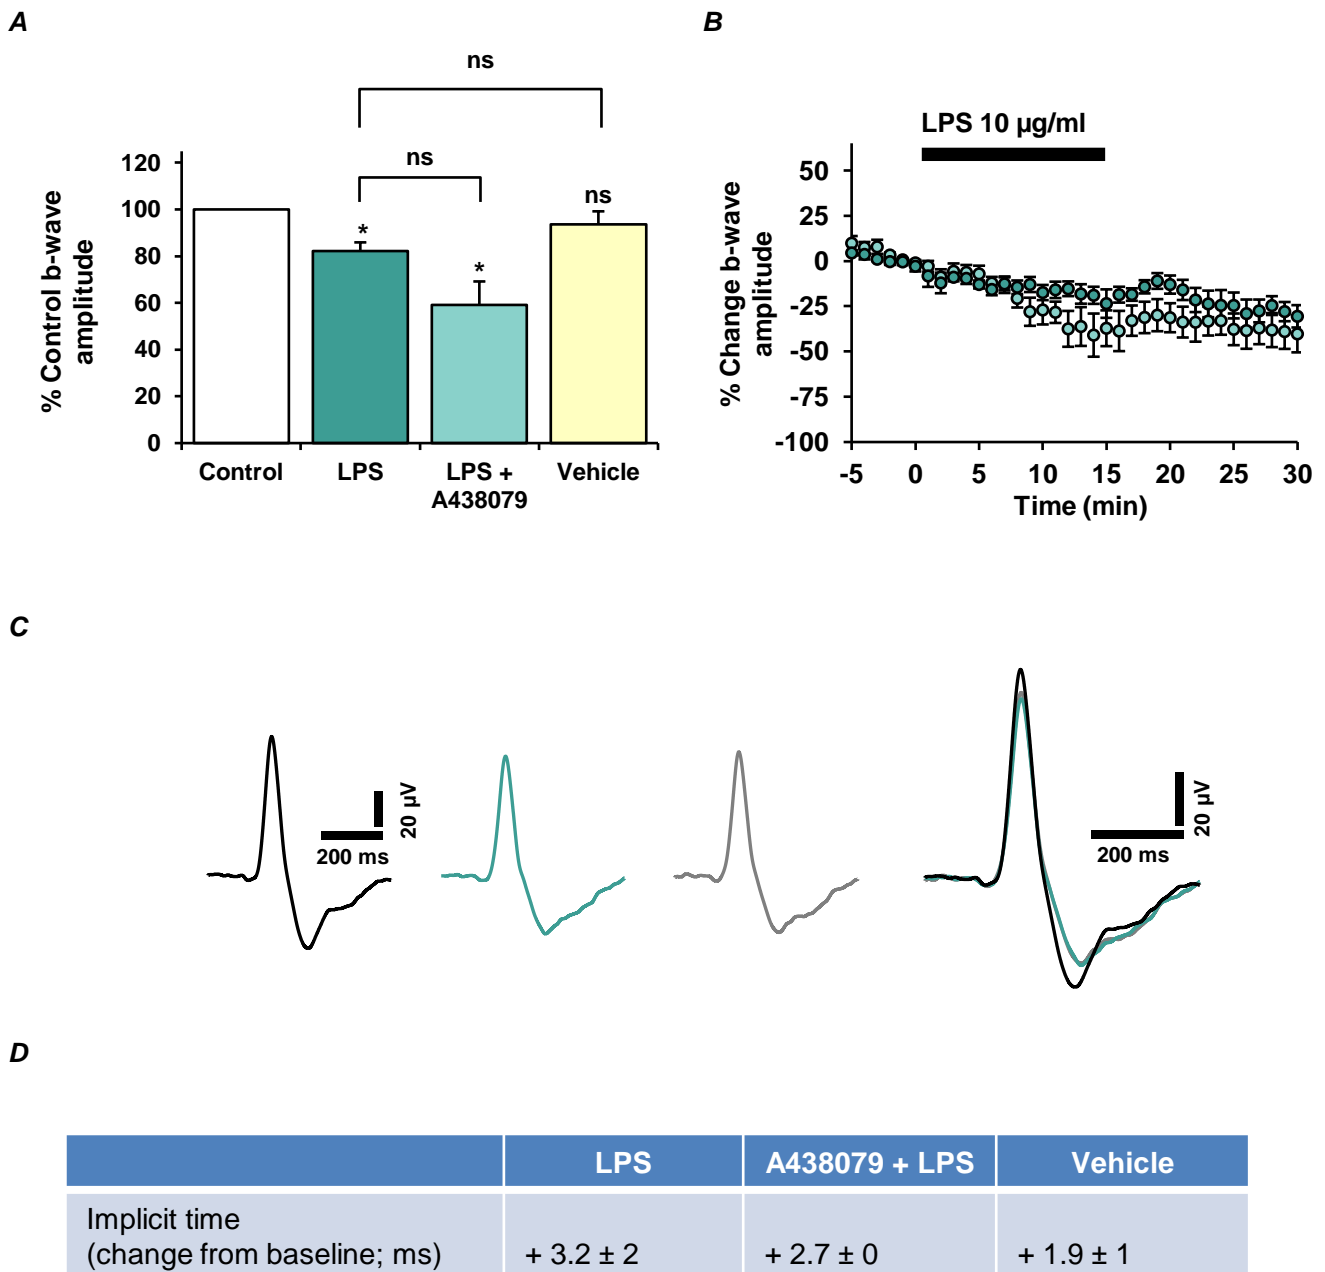 A
B
ns
ns
ns
*
*
% Control b-wave
amplitude
120
100
80
60
40
20
0
Control
LPS
LPS +
A438079
Vehicle
LPS 10 µg/ml
% Change b-wave
amplitude
50
25
0
-25
-50
-75
-100
-5
0
5
10
15
20
25
30
Time (min)
C
20 µV
200 ms
20 µV
200 ms
D
LPS
A438079 + LPS
Vehicle
Implicit time
(change from baseline; ms)
+ 3.2 ± 2
+ 2.7 ± 0
+ 1.9 ± 1